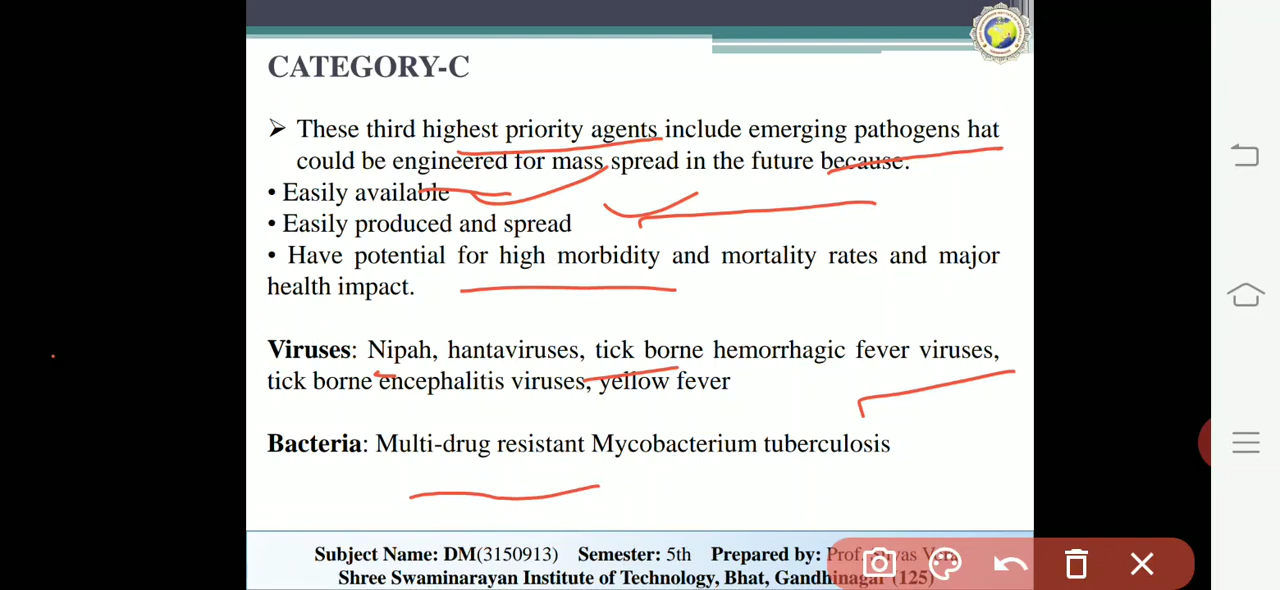 CATEGORY-C
➤ These third highest priority agents include emerging pathogens hat
could be engineered for mass spread in the future because:
• Easily available
• Easily produced and spread
• Have potential for high morbidity and mortality rates and major
health impact.
Viruses: Nipah, hantaviruses, tick borne hemorrhagic fever viruses,
tick borne encephalitis viruses, yellow fever
Bacteria: Multi-drug resistant Mycobacterium tuberculosis
Subject Name: DM(3150913) Semester: 5th Prepared by: Prof.
Shree Swaminarayan Institute of Technology, Bhat, Gandhinagar (125)